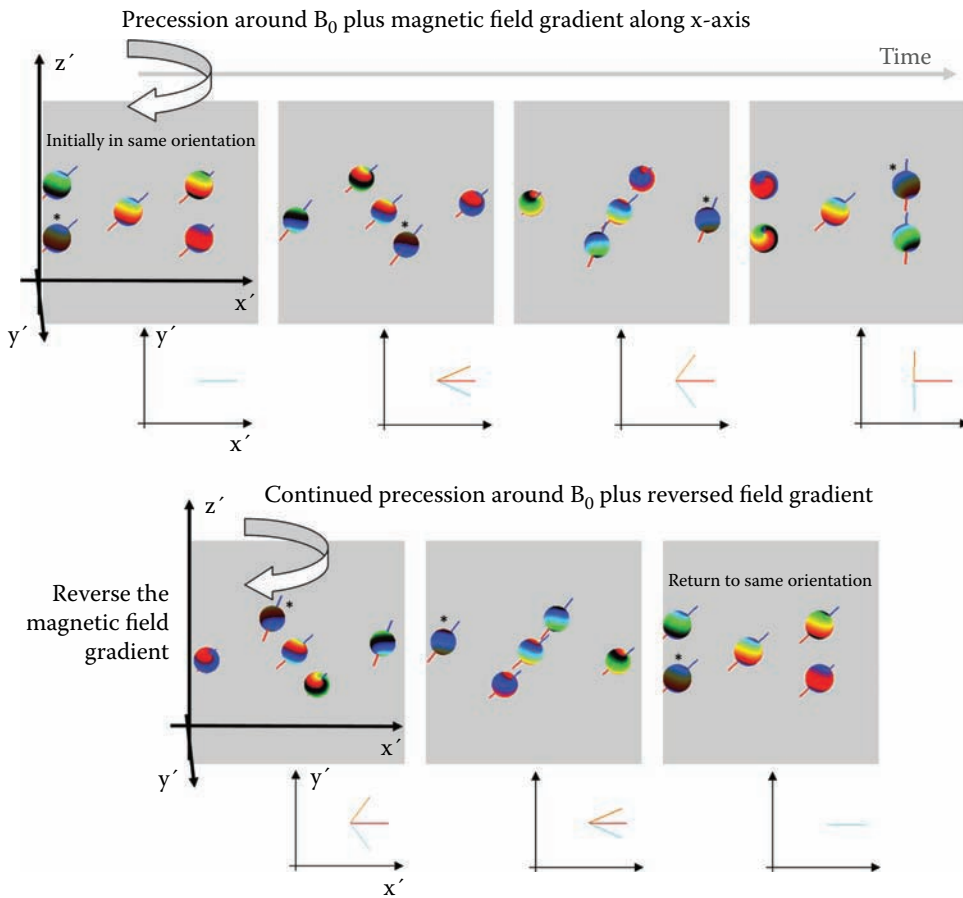 Precession around B₀ plus magnetic field gradient along x-axis
z´
Time
Initially in same orientation
*
*
*
*
x´
y´
y´
x´
Continued precession around B₀ plus reversed field gradient
z´
Reverse the
magnetic field
gradient
*
*
Return to same orientation
*
x´
y´
y´
x´